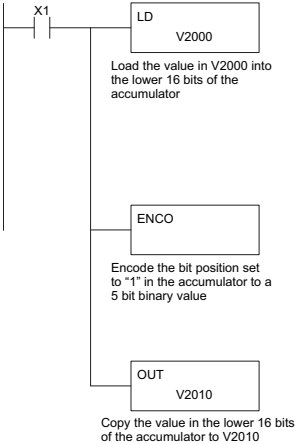 X1
LD
V2000
Load the value in V2000 into
the lower 16 bits of the
accumulator
ENCO
Encode the bit position set
to “1” in the accumulator to a
5 bit binary value
OUT
V2010
Copy the value in the lower 16 bits
of the accumulator to V2010